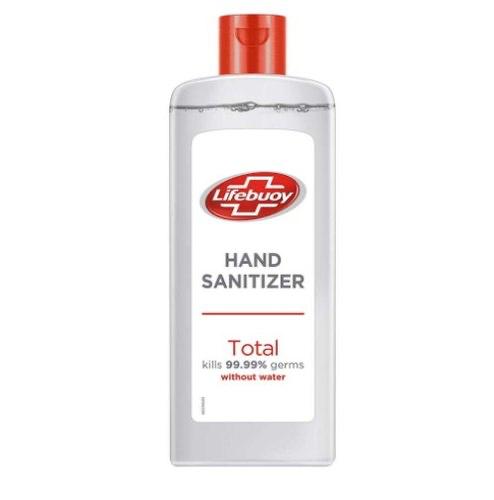 Lifebuoy
HAND
SANITIZER
Total
kills 99.99% germs
without water